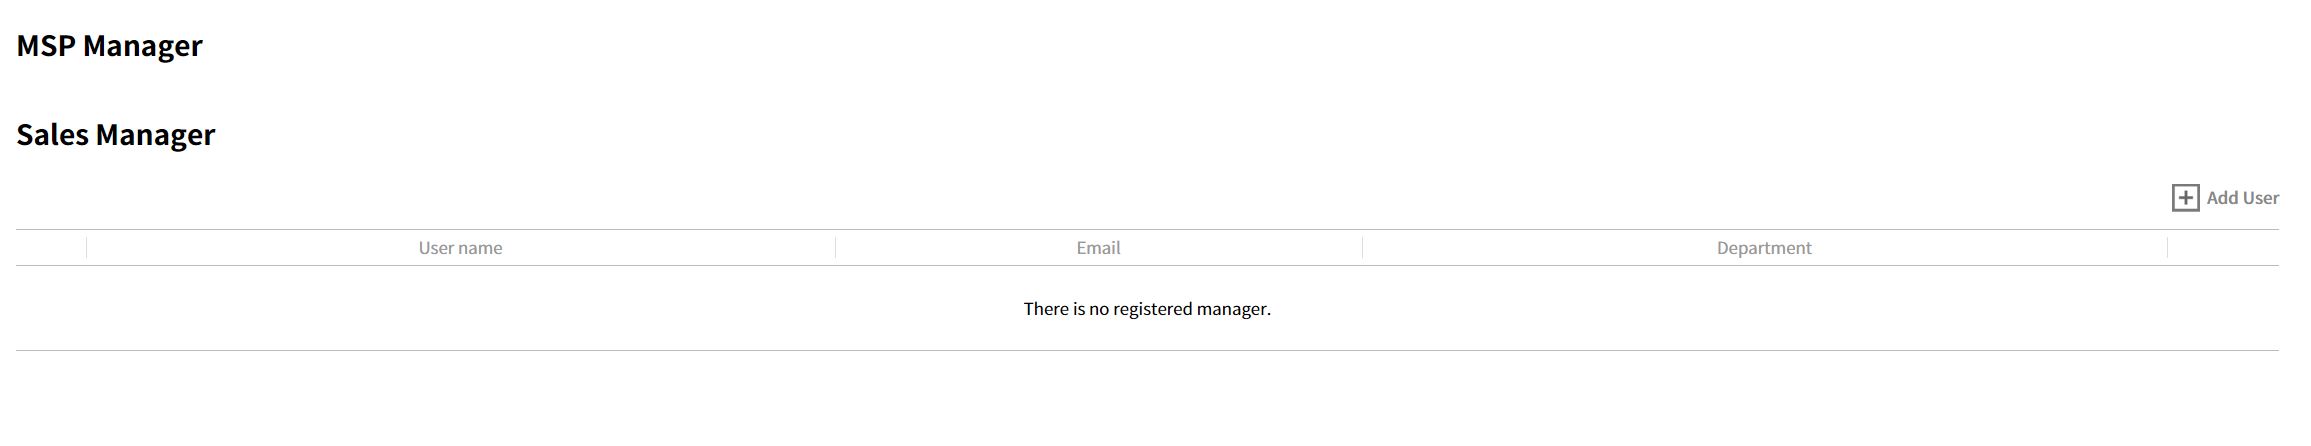 MSP Manager
Sales Manager
Add User
User name Email Department
There is no registered manager.